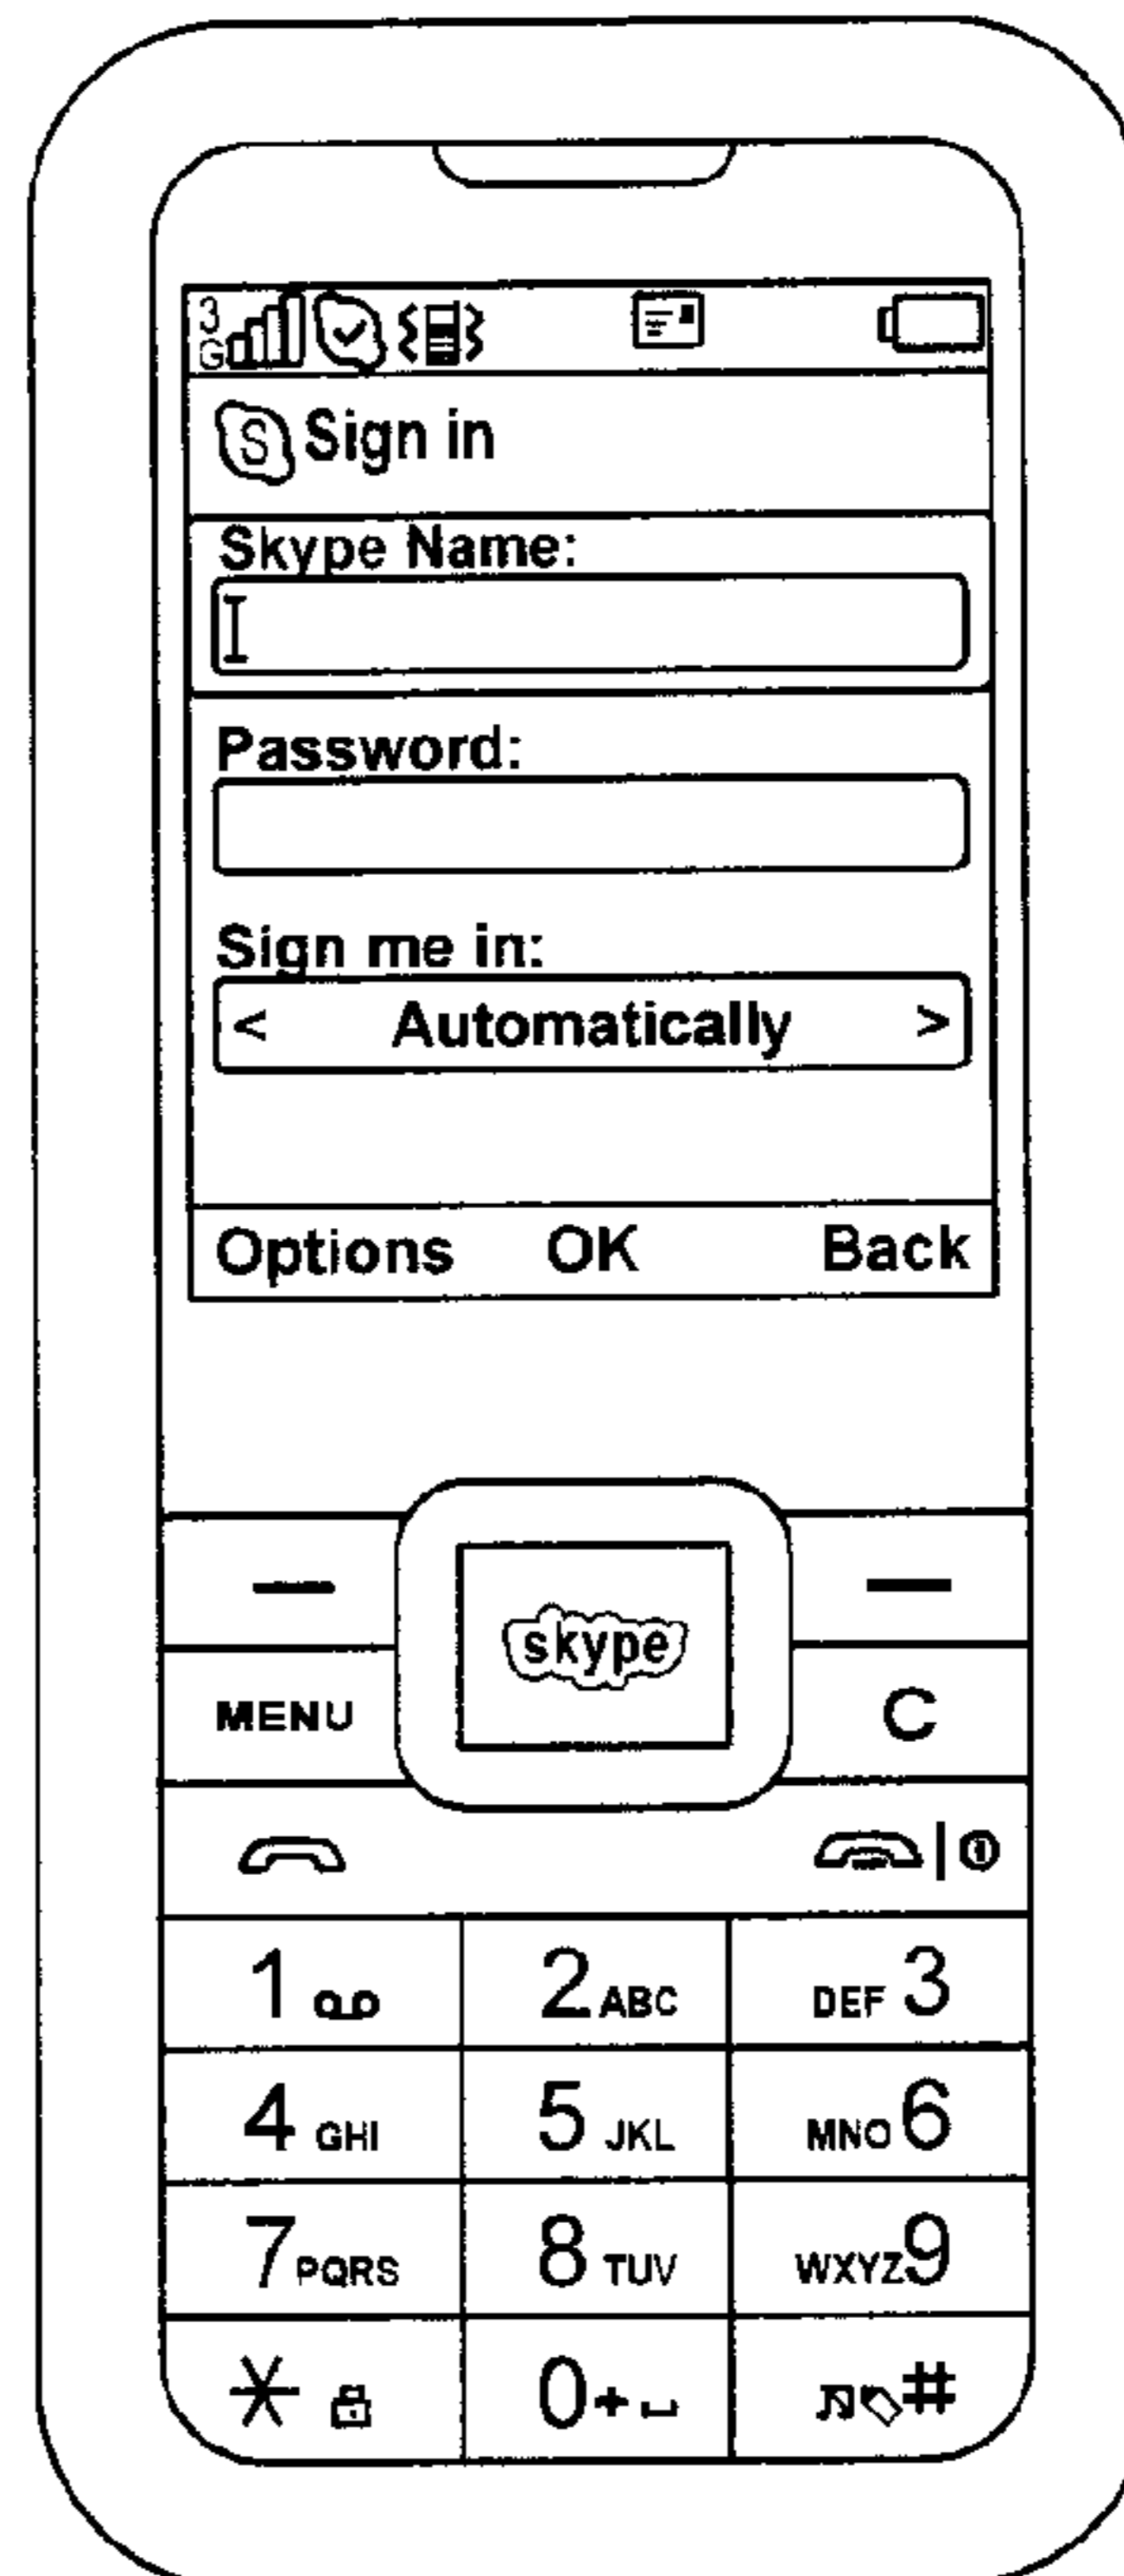 3G
S Sign in
Skype Name:
Password:
Sign me in:
< Automatically >
Options OK Back
skype
MENU C
1 2 ABC DEF 3
4 GHI 5 JKL MNO 6
7 PQRS 8 TUV WXYZ 9
* 0 + #